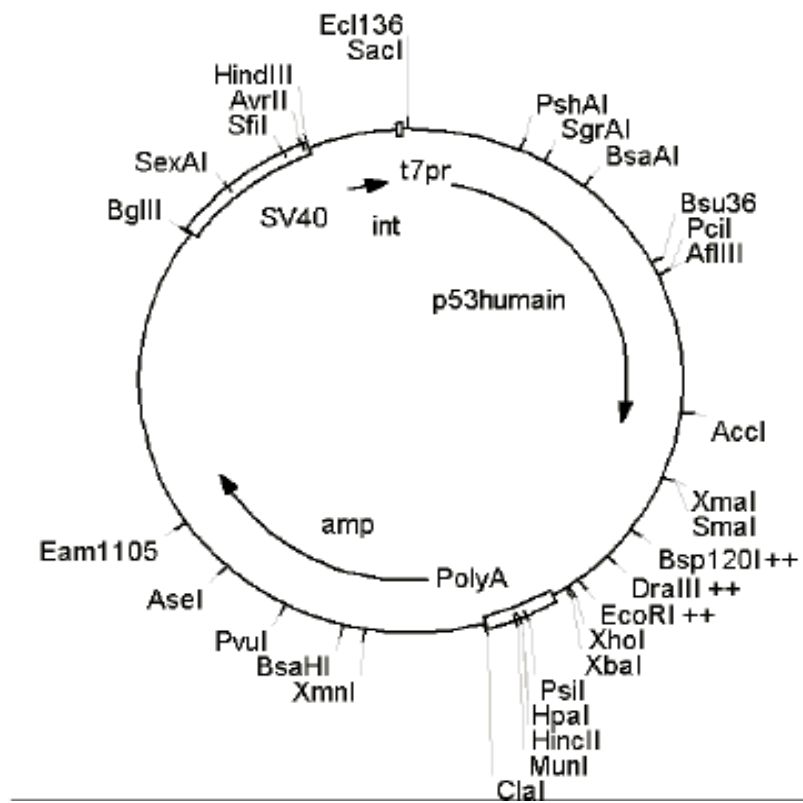 Ecl136
SacI
HindIII
AvrII
SfiI
SexAI
BglII
PshAI
SgrAI
BsaAI
Bsu36
PciI
AflIII
t7pr
SV40
int
p53humain
AccI
XmaI
SmaI
Bsp120I ++
DraIII ++
EcoRI ++
XhoI
XbaI
PsiI
HpaI
HincII
MunI
ClaI
PolyA
amp
Eam1105
AseI
PvuI
BsaHI
XmnI